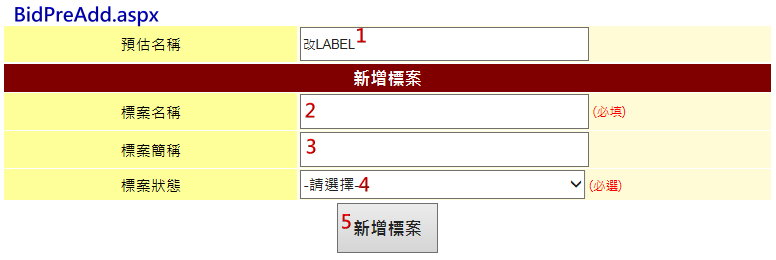 BidPreAdd.aspx
預估名稱 改LABEL 1
新增標案
標案名稱 2 (必填)
標案簡稱 3
標案狀態 -請選擇- 4 (必選)
5 新增標案